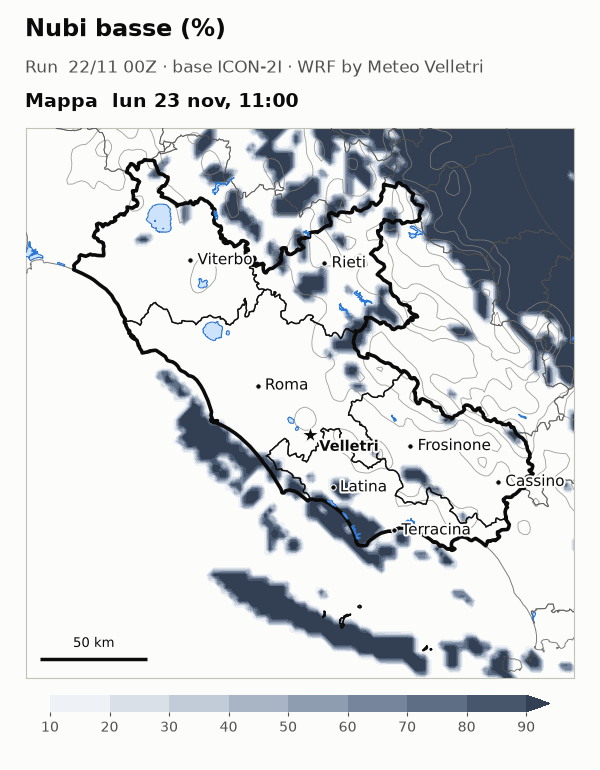 Nubi basse (%)
Run 22/11 00Z · base ICON-2I · WRF by Meteo Velletri
Mappa lun 23 nov, 11:00
Viterbo
Rieti
Roma
Velletri
Frosinone
Latina
Cassino
Terracina
50 km
10 20 30 40 50 60 70 80 90